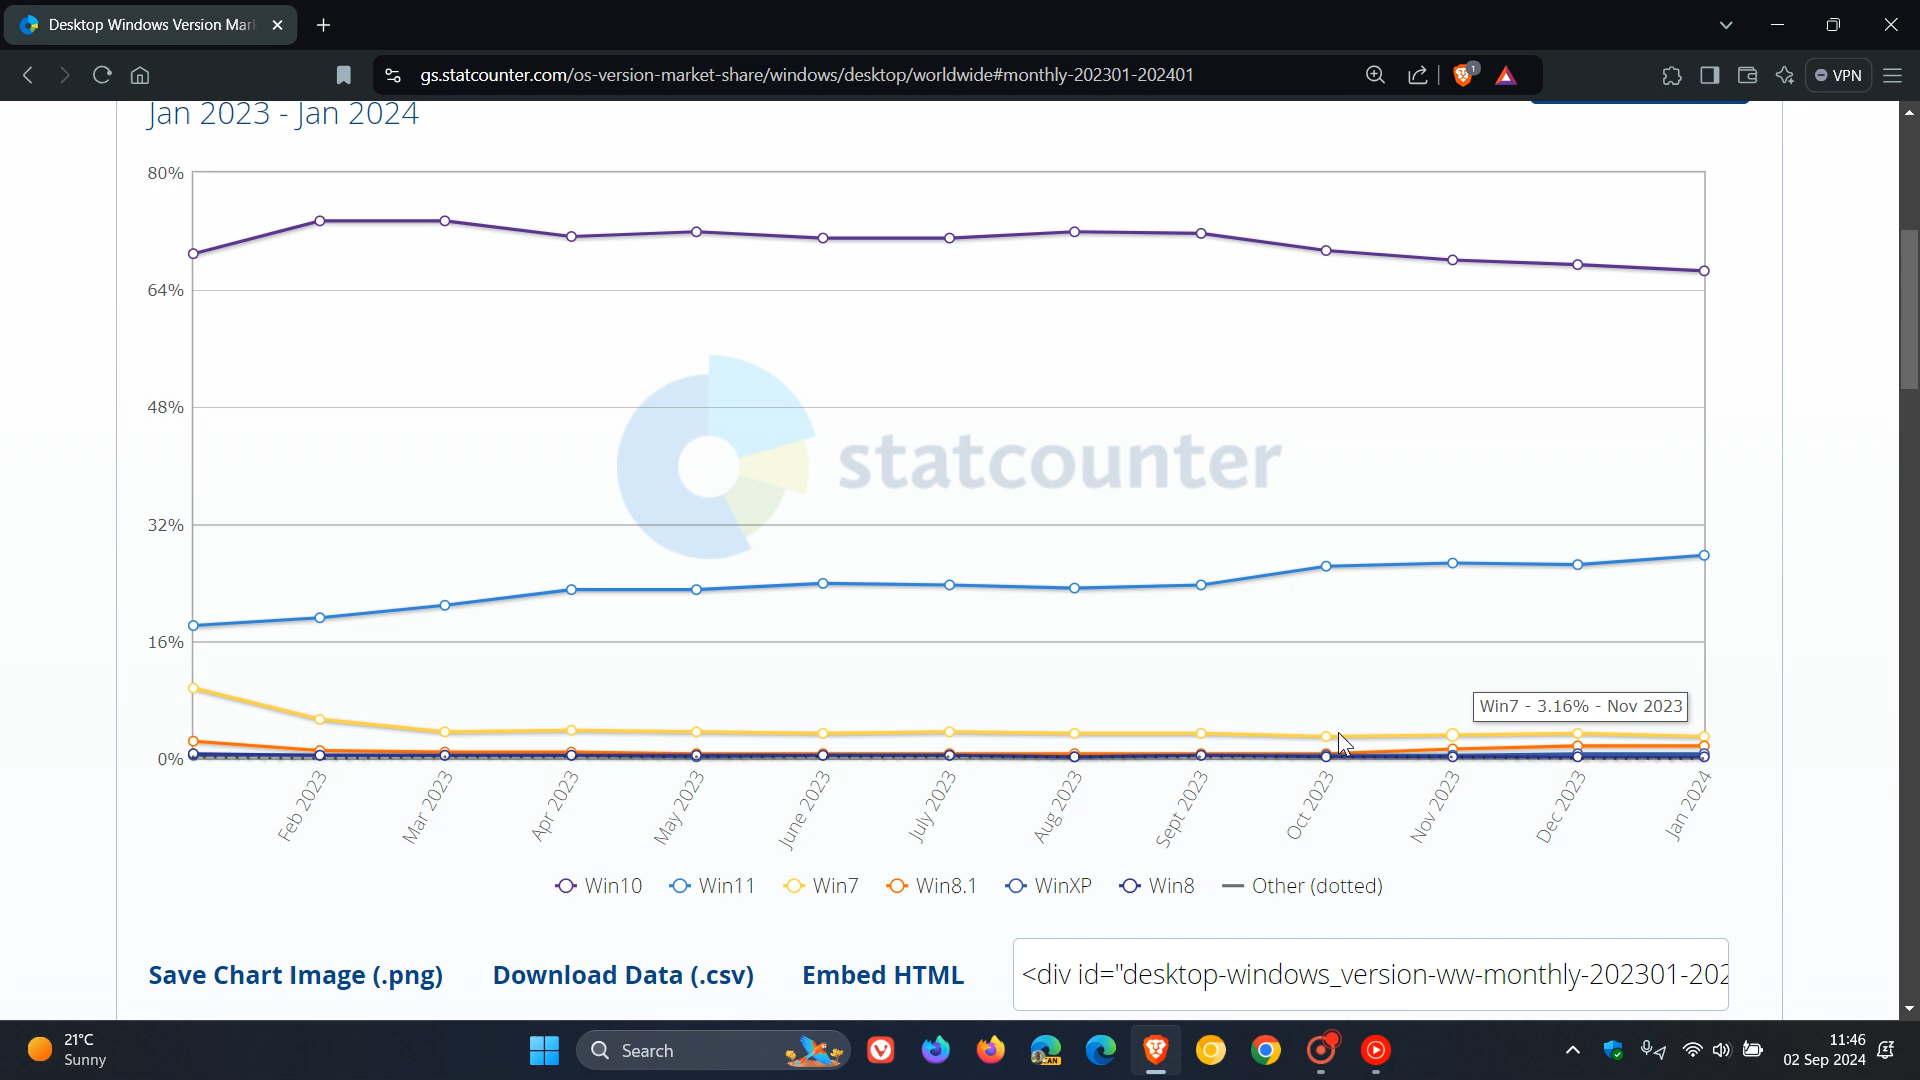 Desktop Windows Version Mar
gs.statcounter.com/os-version-market-share/windows/desktop/worldwide#monthly-202301-202401
1
VPN
Jan 2023 - Jan 2024
80%
64%
48%
statcounter
32%
16%
Win7 - 3.16% - Nov 2023
0%
Feb 2023
Mar 2023
Apr 2023
May 2023
June 2023
July 2023
Aug 2023
Sept 2023
Oct 2023
Nov 2023
Dec 2023
Jan 2024
Win10 Win11 Win7 Win8.1 WinXP Win8 Other (dotted)
Save Chart Image (.png) Download Data (.csv) Embed HTML <div id="desktop-windows_version-ww-monthly-202301-202
21°C
Sunny
Search
CAN
11:46
02 Sep 2024